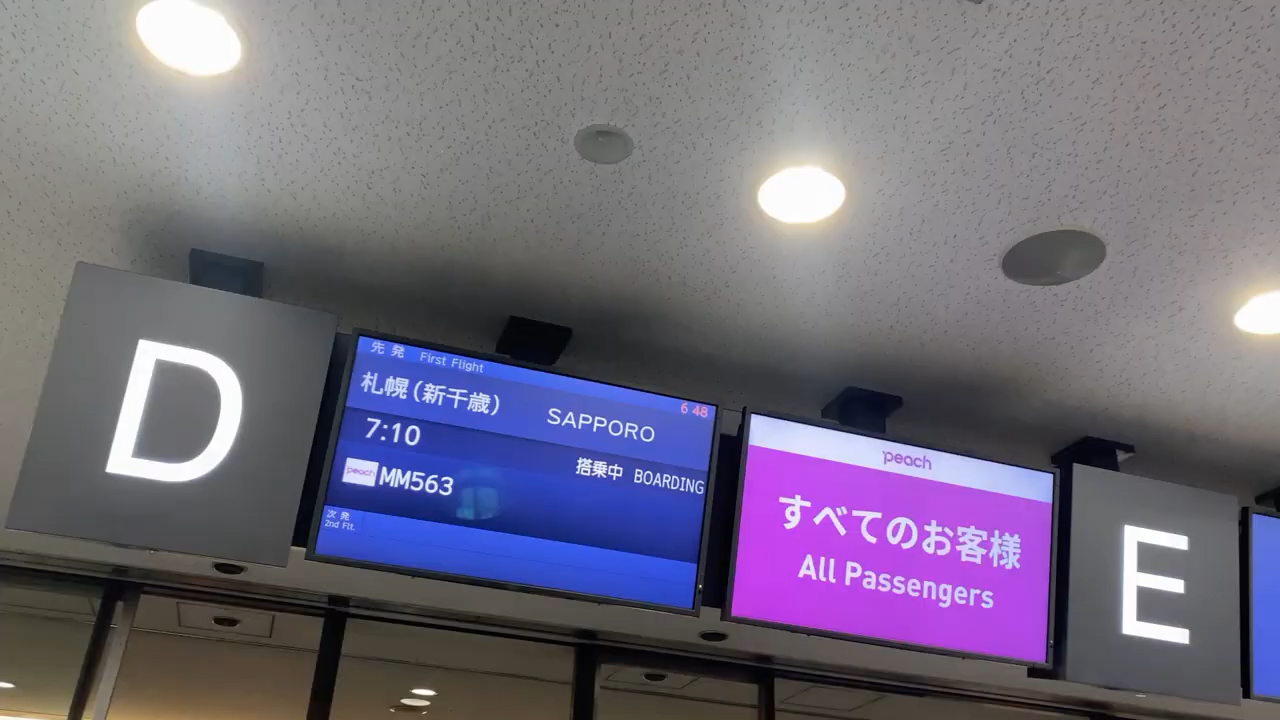 D
先発 First Flight
6 48
札幌(新千歳) SAPPORO
7:10
搭乗中 BOARDING
peach MM563
次発
2nd Flt.
peach
すべてのお客様
All Passengers
E